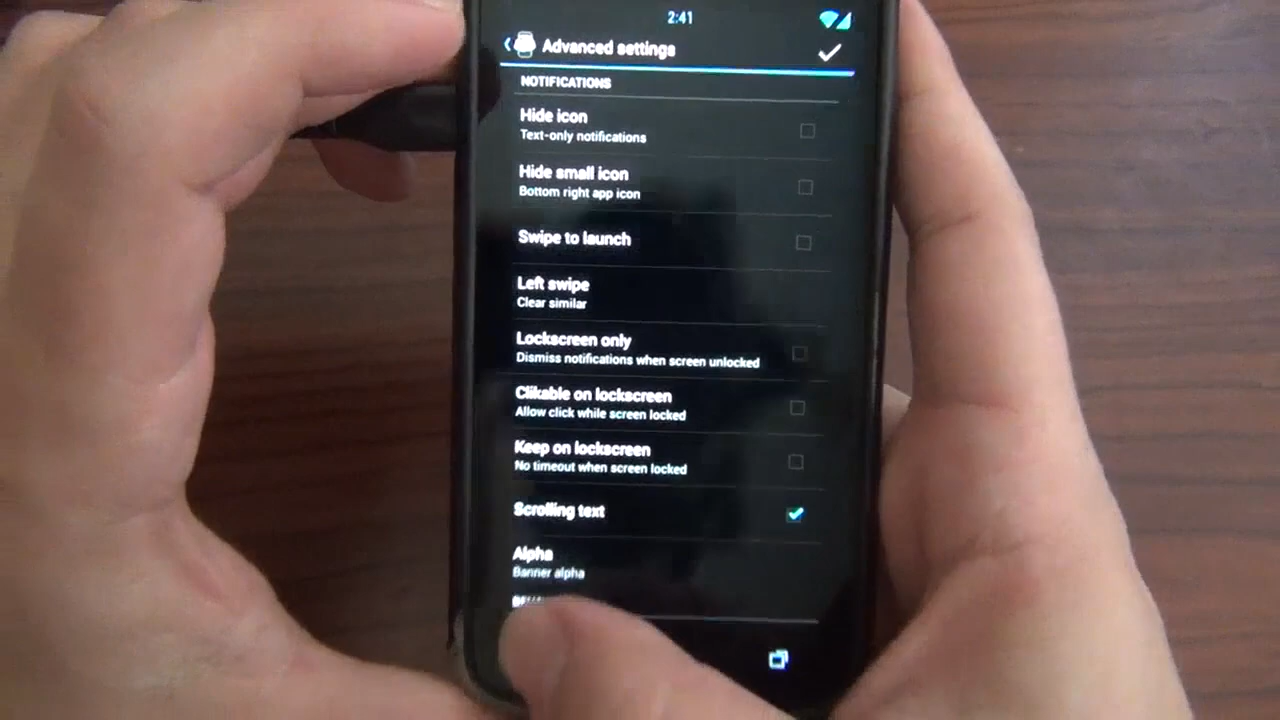 2:41
Advanced settings
NOTIFICATIONS
Hide icon
Text-only notifications
Hide small icon
Bottom right app icon
Swipe to launch
Left swipe
Clear similar
Lockscreen only
Dismiss notifications when screen unlocked
Clikable on lockscreen
Allow click while screen locked
Keep on lockscreen
No timeout when screen locked
Scrolling text
Alpha
Banner alpha